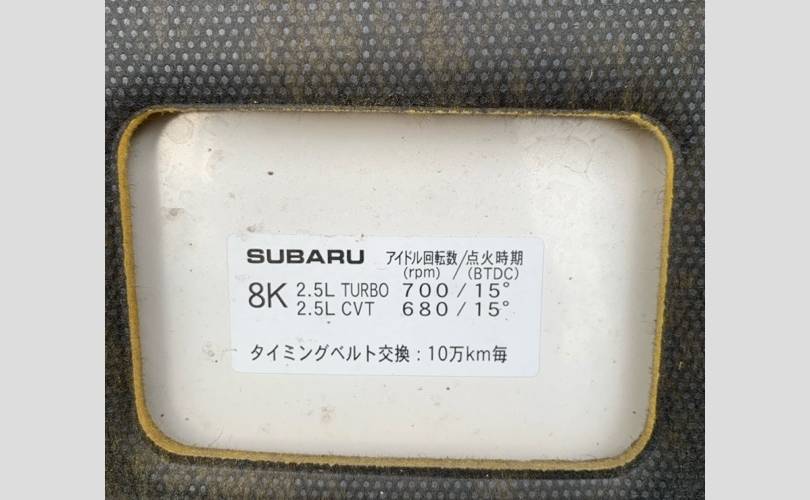 SUBARU アイドル回転数/点火時期
(rpm) / (BTDC)
8K 2.5L TURBO 700/15°
2.5L CVT 680/15°
タイミングベルト交換：10万km毎